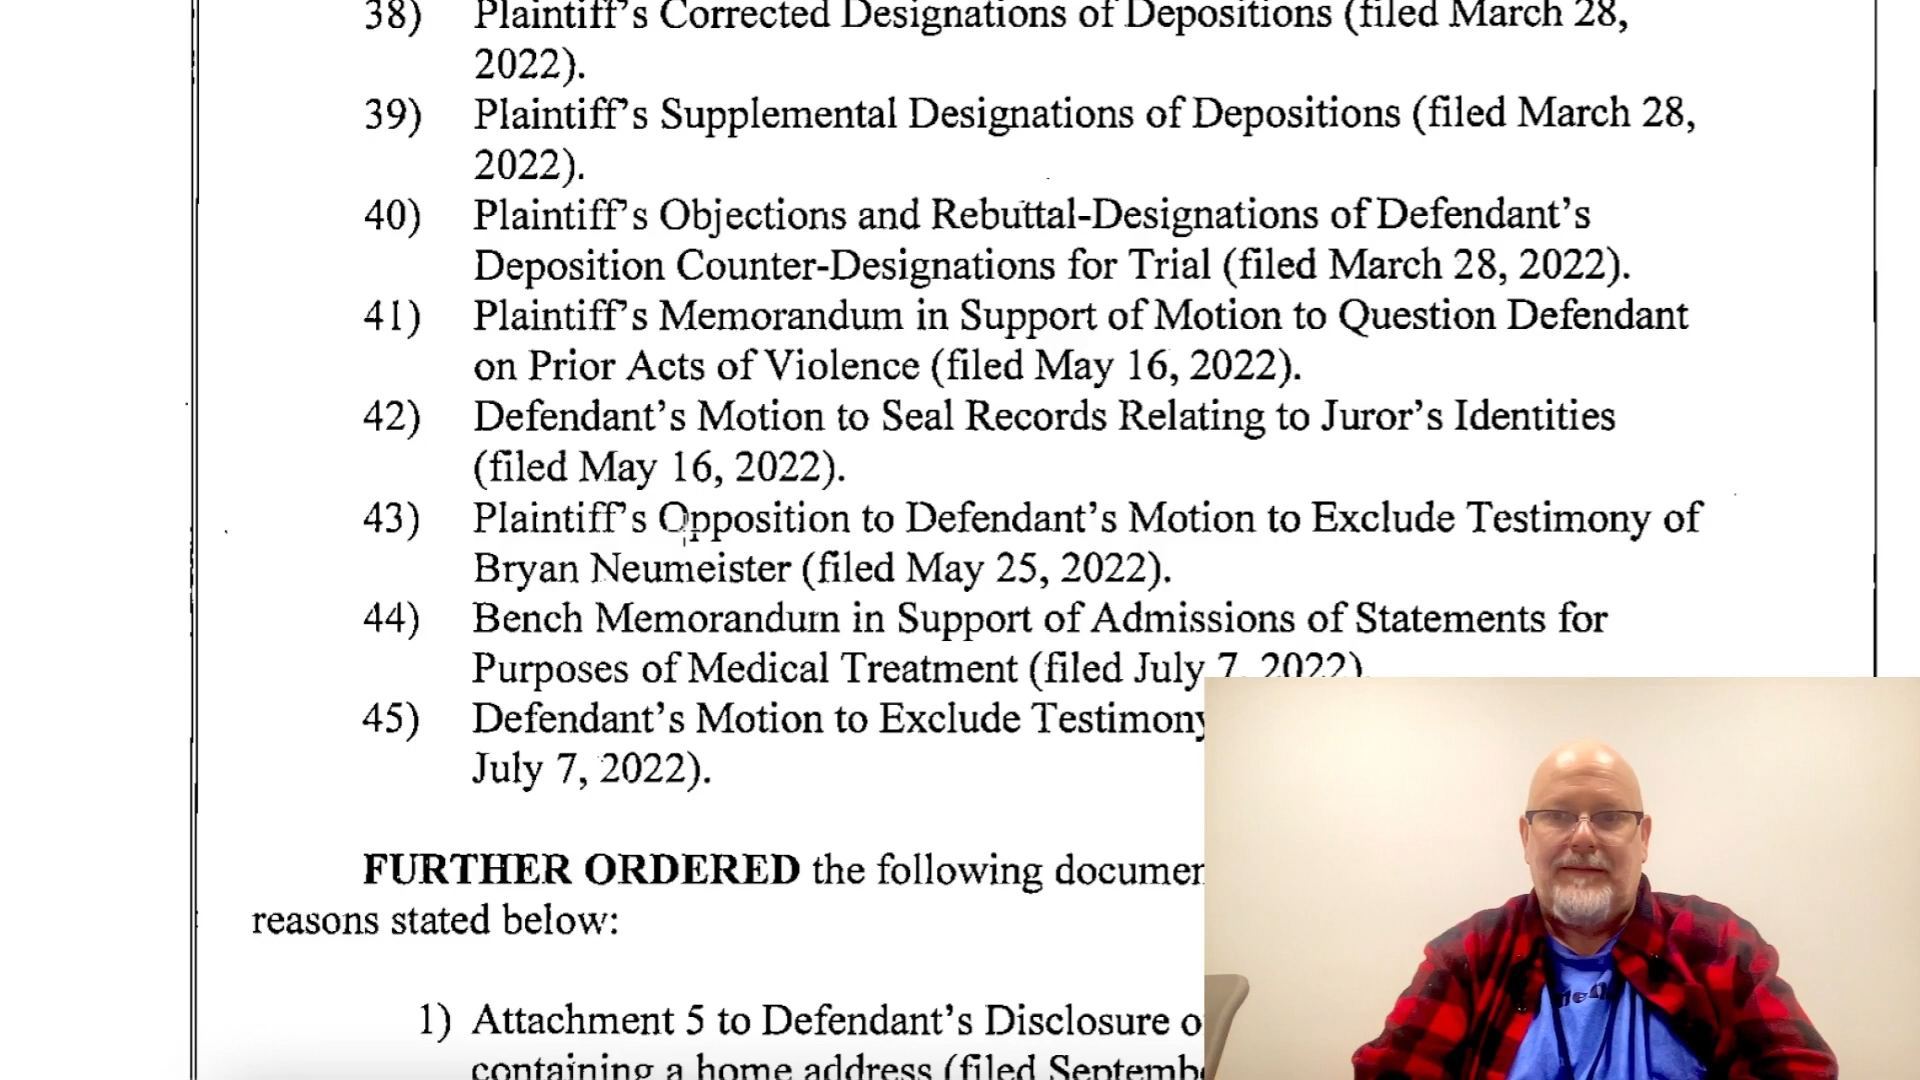 38) Plaintiff's Corrected Designations of Depositions (filed March 28,
2022).
39) Plaintiff's Supplemental Designations of Depositions (filed March 28,
2022).
40) Plaintiff's Objections and Rebuttal-Designations of Defendant's
Deposition Counter-Designations for Trial (filed March 28, 2022).
41) Plaintiff's Memorandum in Support of Motion to Question Defendant
on Prior Acts of Violence (filed May 16, 2022).
42) Defendant's Motion to Seal Records Relating to Juror's Identities
(filed May 16, 2022).
43) Plaintiff's Opposition to Defendant's Motion to Exclude Testimony of
Bryan Neumeister (filed May 25, 2022).
44) Bench Memorandum in Support of Admissions of Statements for
Purposes of Medical Treatment (filed July 7, 2022)
45) Defendant's Motion to Exclude Testimony
July 7, 2022).
FURTHER ORDERED the following
reasons stated below:
1) Attachment 5 to Defendant's Disclosure
containing a home address (filed